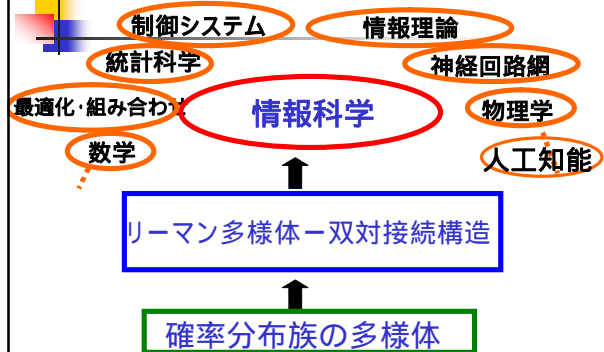 制御システム
情報理論
統計科学
神経回路網
最適化・組み合わせ
情報科学
物理学
数学
人工知能
リーマン多様体ー双対接続構造
確率分布族の多様体